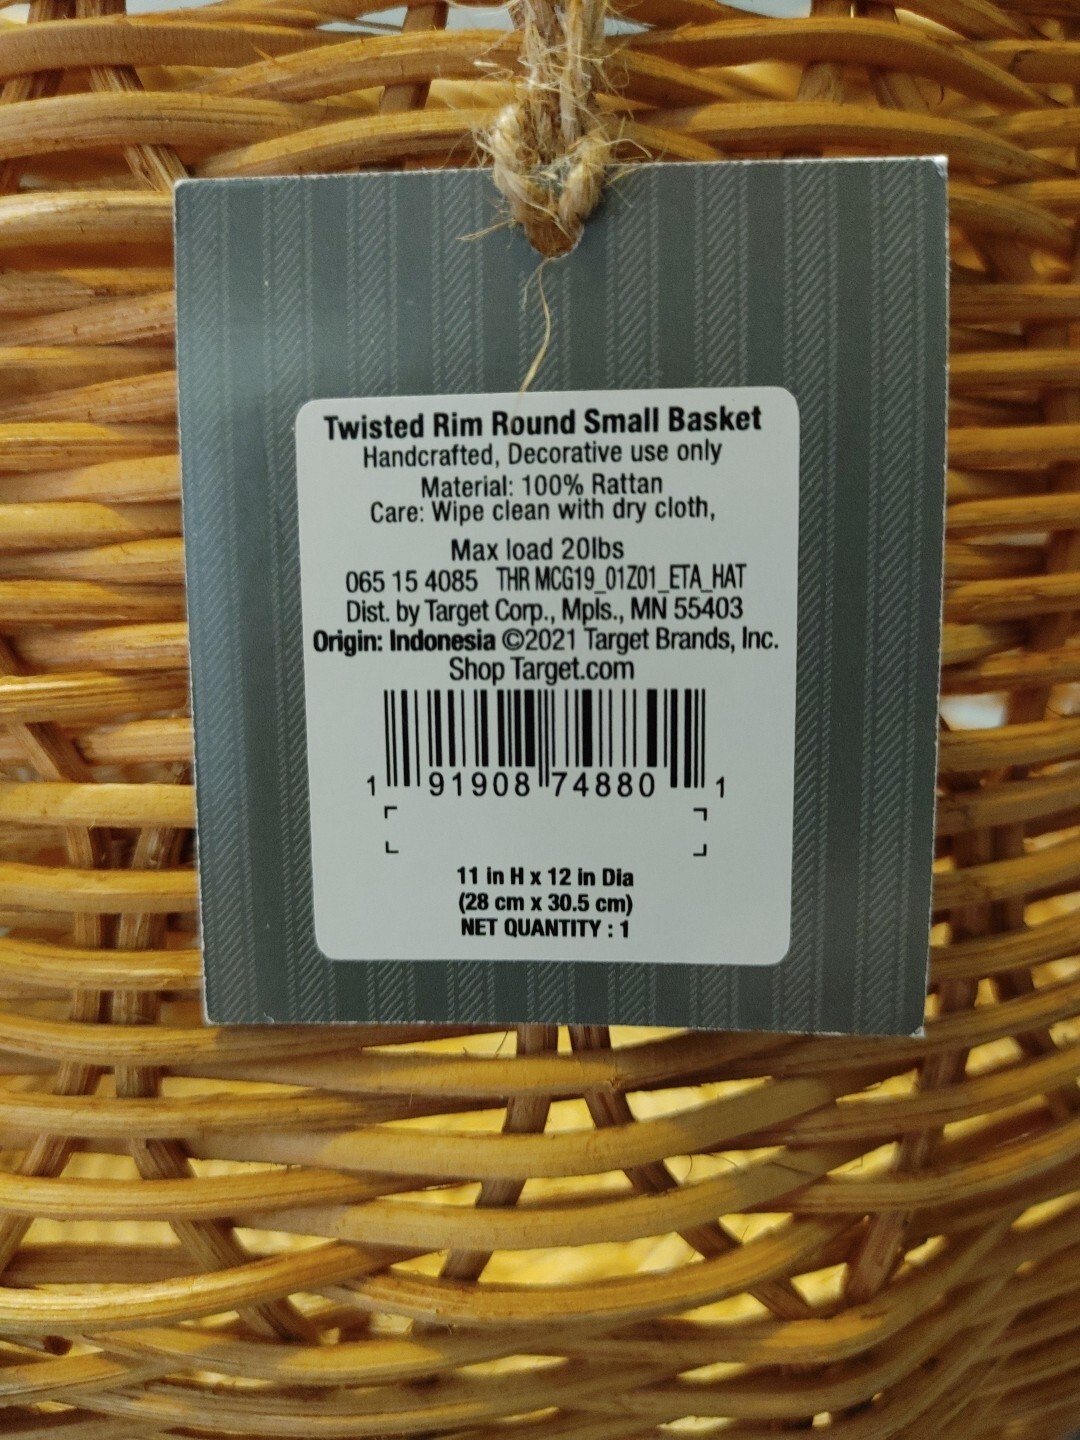 Twisted Rim Round Small Basket
Handcrafted, Decorative use only
Material: 100% Rattan
Care: Wipe clean with dry cloth,
Max load 20lbs
065 15 4085 THR MCG19_01Z01_ETA_HAT
Dist. by Target Corp., Mpls., MN 55403
Origin: Indonesia ©2021 Target Brands, Inc.
Shop Target.com
1 91908 74880 1
11 in H x 12 in Dia
(28 cm x 30.5 cm)
NET QUANTITY : 1